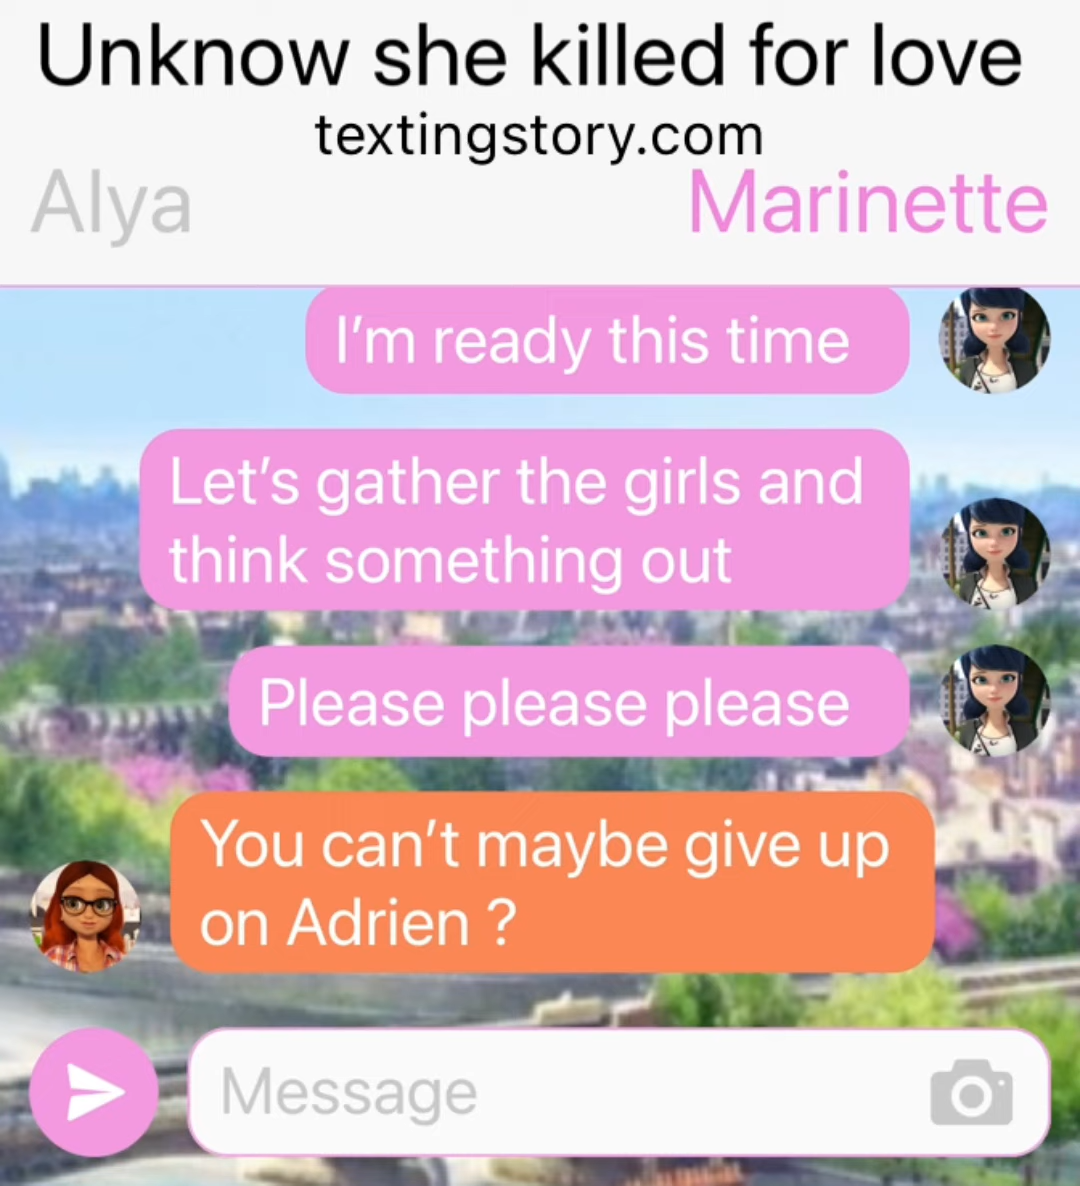 Unknow she killed for love
textingstory.com
Alya
Marinette
I'm ready this time
Let's gather the girls and
think something out
Please please please
You can't maybe give up
on Adrien ?
Message